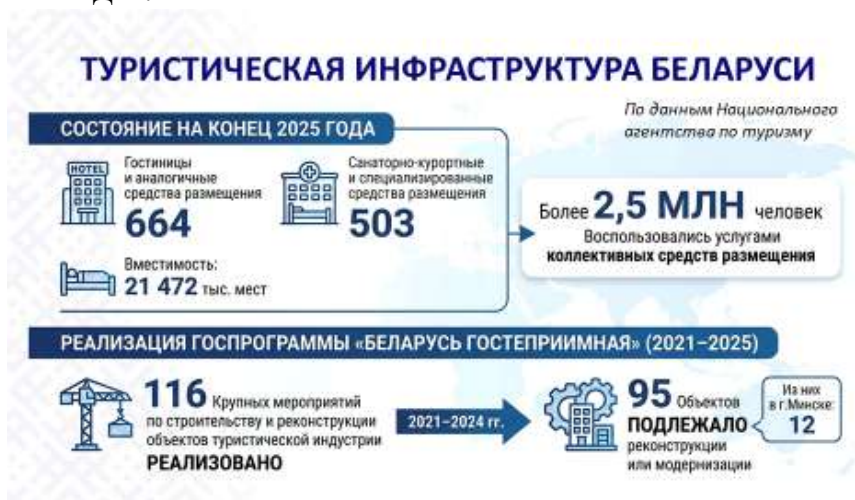 ТУРИСТИЧЕСКАЯ ИНФРАСТРУКТУРА БЕЛАРУСИ
По данным Национального
агентства по туризму
СОСТОЯНИЕ НА КОНЕЦ 2025 ГОДА
HOTEL
Гостиницы
и аналогичные
средства размещения
664
Санаторно-курортные
и специализированные
средства размещения
503
Вместимость:
21 472 тыс. мест
Более 2,5 МЛН человек
Воспользовались услугами
коллективных средств размещения
РЕАЛИЗАЦИЯ ГОСПРОГРАММЫ «БЕЛАРУСЬ ГОСТЕПРИИМНАЯ» (2021–2025)
116 Крупных мероприятий
по строительству и реконструкции
объектов туристической индустрии
РЕАЛИЗОВАНО
2021–2024 гг.
95 Объектов
ПОДЛЕЖАЛО
реконструкции
или модернизации
Из них
в г.Минске:
12